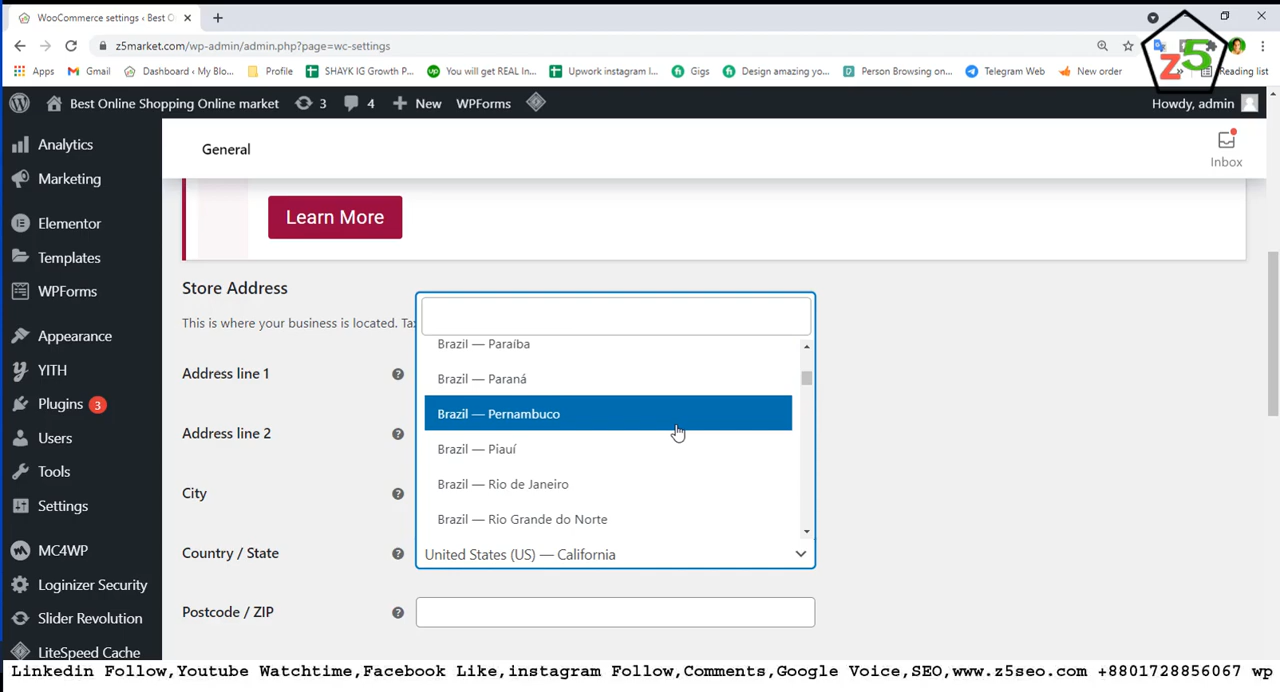 WooCommerce settings ‹ Best O
z5market.com/wp-admin/admin.php?page=wc-settings
Apps
Gmail
Dashboard ‹ My Blo...
Profile
SHAYK IG Growth P...
You will get REAL In...
Upwork instagram l...
Gigs
Design amazing yo...
Person Browsing on...
Telegram Web
New order
Reading list
z5
Best Online Shopping Online market
3
4
New
WPForms
Howdy, admin
Analytics
Marketing
Elementor
Templates
WPForms
Appearance
YITH
Plugins 3
Users
Tools
Settings
MC4WP
Loginizer Security
Slider Revolution
LiteSpeed Cache
General
Inbox
Learn More
Store Address
This is where your business is located. Ta
Address line 1
Address line 2
City
Country / State
Postcode / ZIP
Brazil — Paraíba
Brazil — Paraná
Brazil — Pernambuco
Brazil — Piauí
Brazil — Rio de Janeiro
Brazil — Rio Grande do Norte
United States (US) — California
Linkedin Follow,Youtube Watchtime,Facebook Like,instagram Follow,Comments,Google Voice,SEO,www.z5seo.com +8801728856067 wp